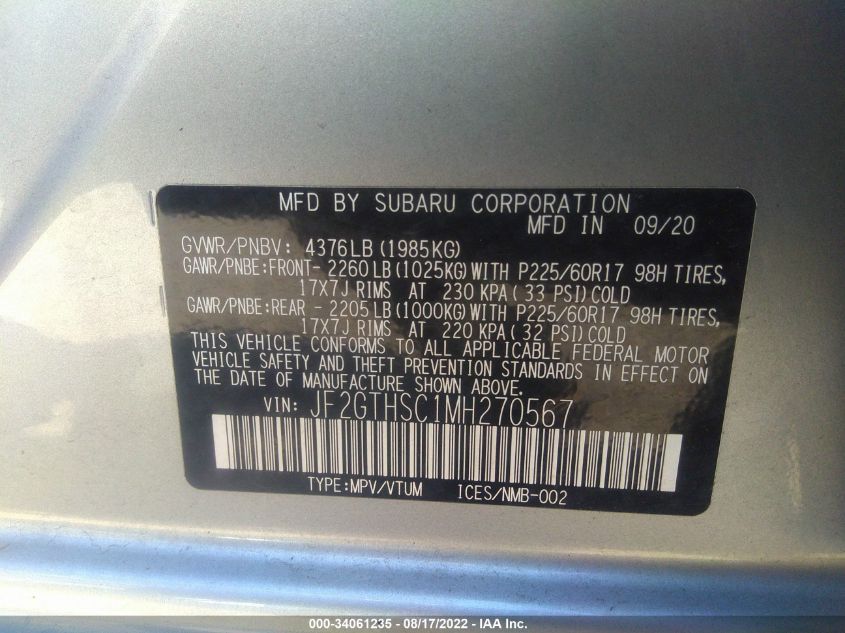 MFD BY SUBARU CORPORATION
MFD IN 09/20
GVWR/PNBV: 4376LB (1985KG)
GAWR/PNBE:FRONT- 2260 LB (1025KG) WITH P225/60R17 98H TIRES,
17X7J RIMS AT 230 KPA( 33 PSI) COLD
GAWR/PNBE:REAR - 2205 LB (1000KG) WITH P225/60R17 98H TIRES,
17X7J RIMS AT 220 KPA( 32 PSI) COLD
THIS VEHICLE CONFORMS TO ALL APPLICABLE FEDERAL MOTOR
VEHICLE SAFETY AND THEFT PREVENTION STANDARDS IN EFFECT ON
THE DATE OF MANUFACTURE SHOWN ABOVE.
VIN: JF2GTHSC1MH270567
TYPE:MPV/VTUM ICES/NMB-002
000-34061235 - 08/17/2022 - IAA Inc.